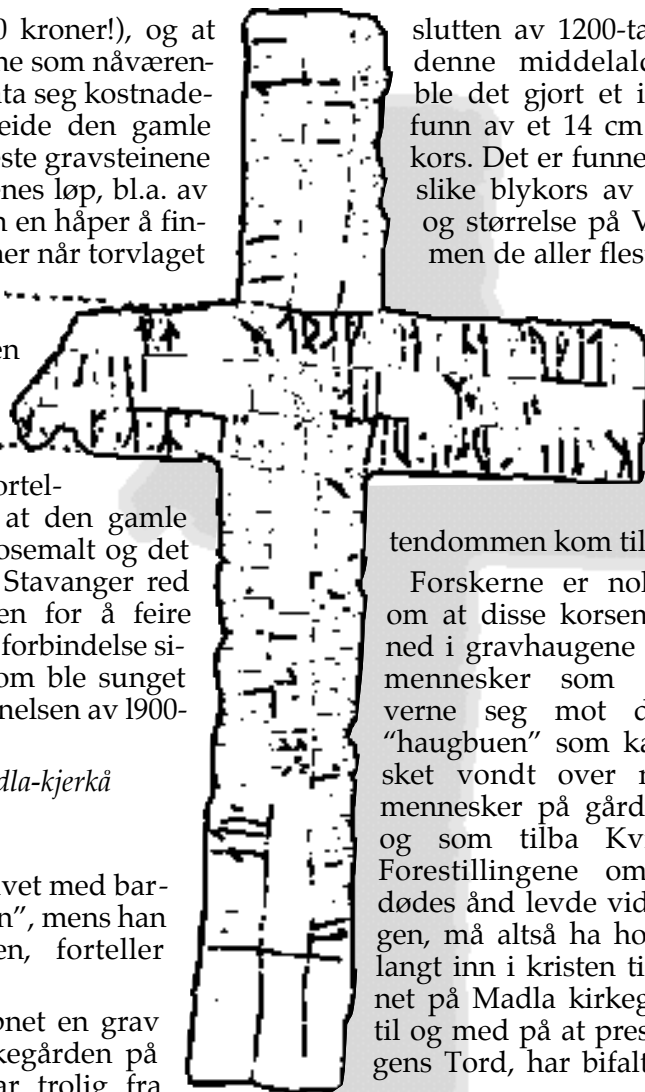 0 kroner!), og at
ne som nåværen-
ta seg kostnade-
eide den gamle
este gravsteinene
enes løp, bl.a. av
n en håper å fin-
ner når torvlaget
en
ortel-
at den gamle
osemalt og det
Stavanger red
en for å feire
forbindelse si-
om ble sunget
nelsen av l900-
dla-kjerkå
vet med bar-
n”, mens han
en, forteller
pnet en grav
kegården på
ar trolig fra
slutten av 1200-ta
denne middelald
ble det gjort et i
funn av et 14 cm
kors. Det er funne
slike blykors av
og størrelse på V
men de aller fles
tendommen kom til
Forskerne er nok
om at disse korsen
ned i gravhaugene
mennesker som
verne seg mot d
“haugbuen” som ka
sket vondt over m
mennesker på gård
og som tilba Kv
Forestillingene om
dødes ånd levde vid
gen, må altså ha ho
langt inn i kristen ti
net på Madla kirkeg
til og med på at pres
gens Tord, har bifalt